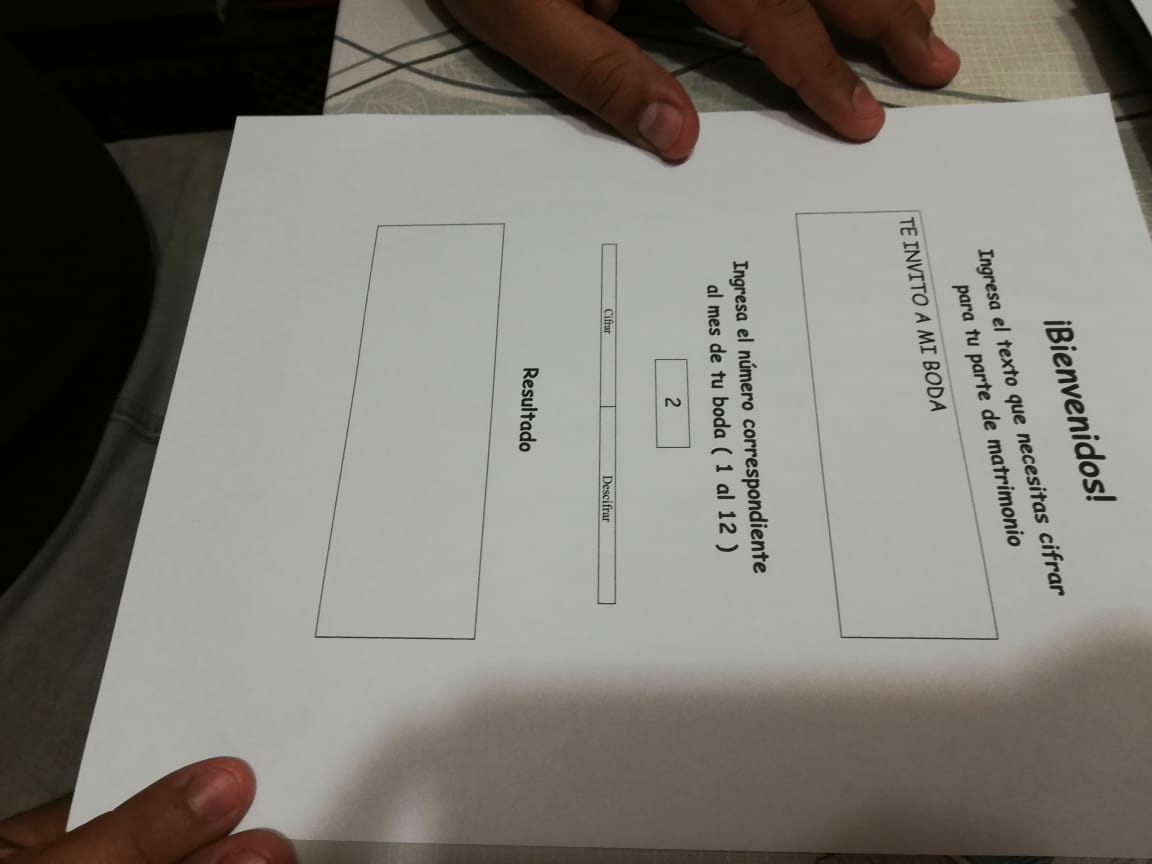 ¡Bienvenidos!
Ingresa el texto que necesitas cifrar
para tu parte de matrimonio
TE INVITO A MI BODA
Ingresa el número correspondiente
al mes de tu boda ( 1 al 12 )
2
Cifrar Descifrar
Resultado